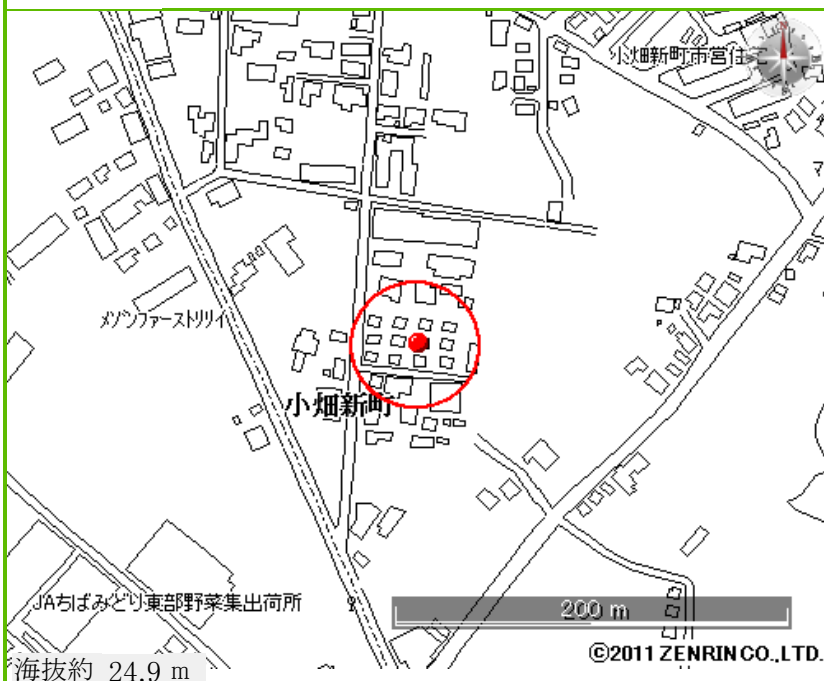 小畑新町市営住宅
マ
メゾンファーストリリイ
小畑新町
JAちばみどり東部野菜集出荷所
200 m
©2011 ZENRIN CO.,LTD.
海抜約 24.9 m